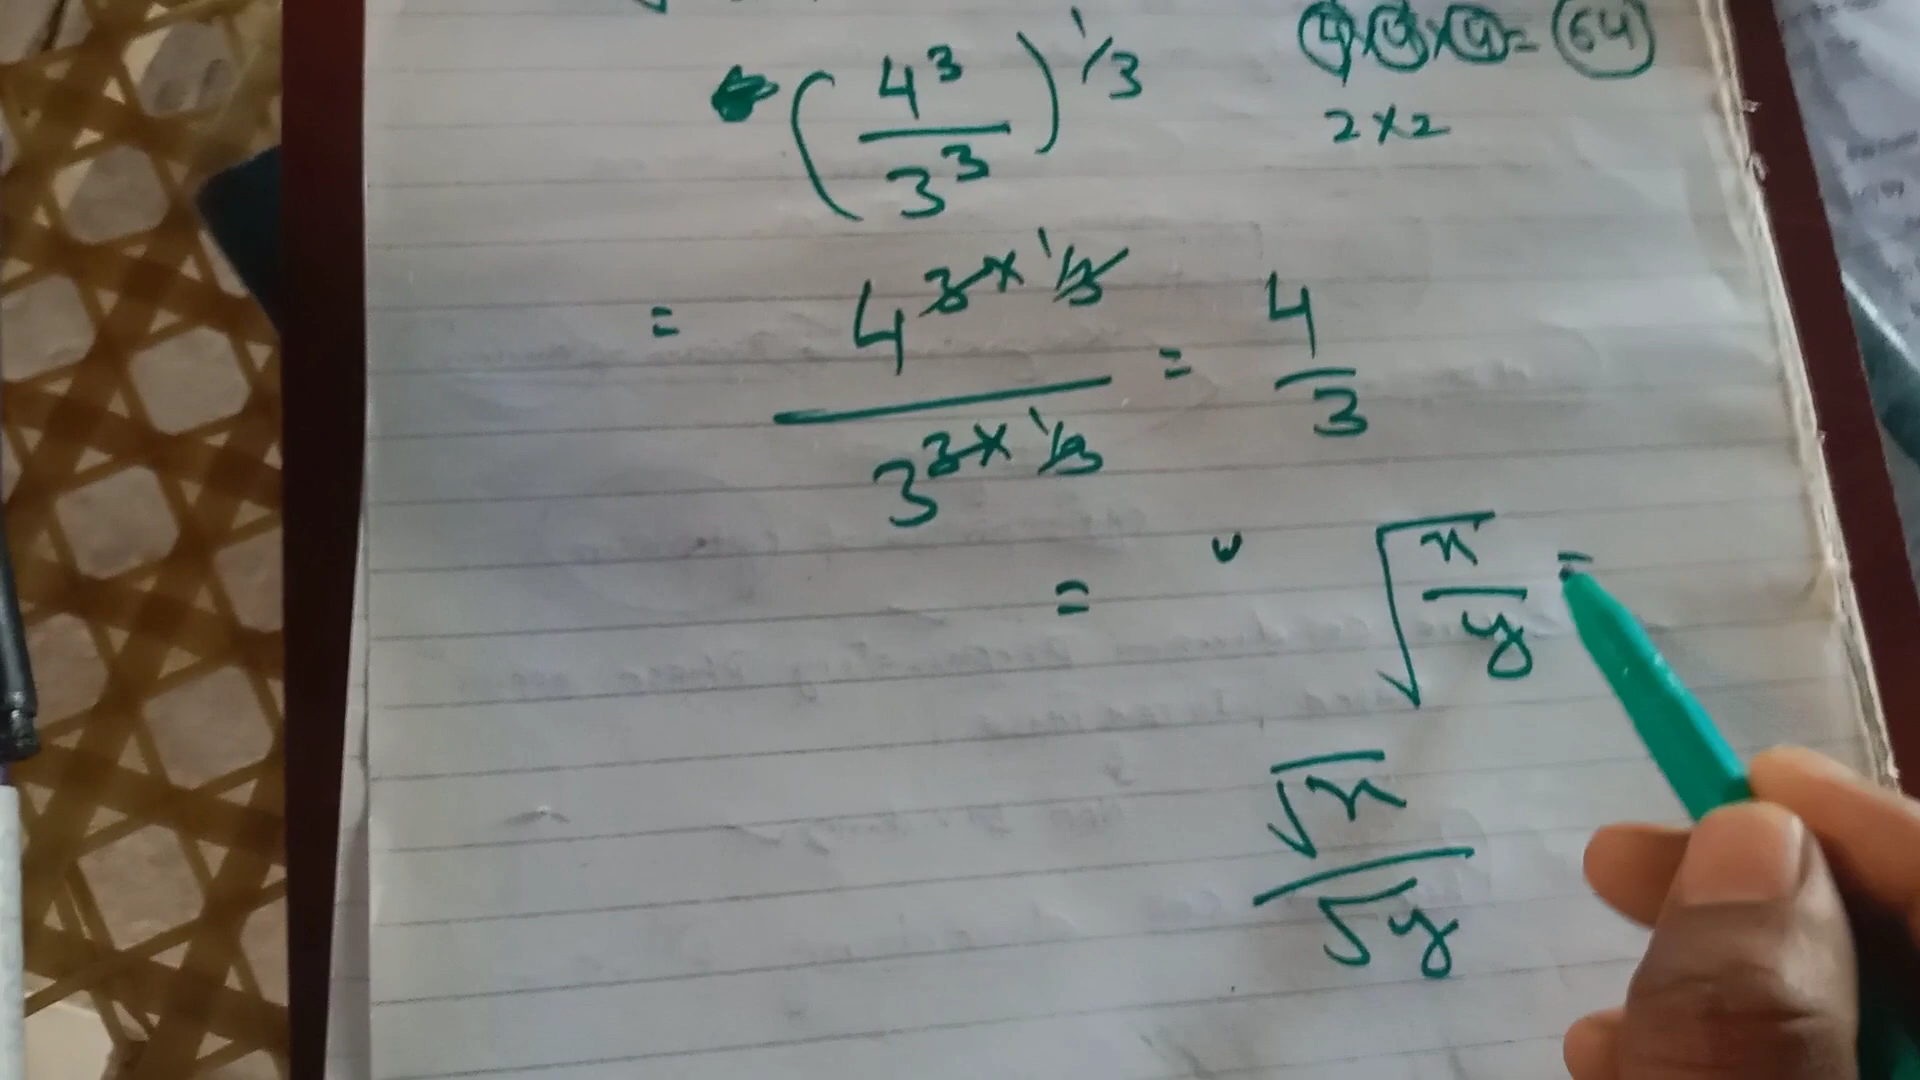 (4³/3³)^1/3 4×4×4=64
2×2
= 4^3×1/3 / 3^3×1/3 = 4/3
= √x/y =
√x/√y